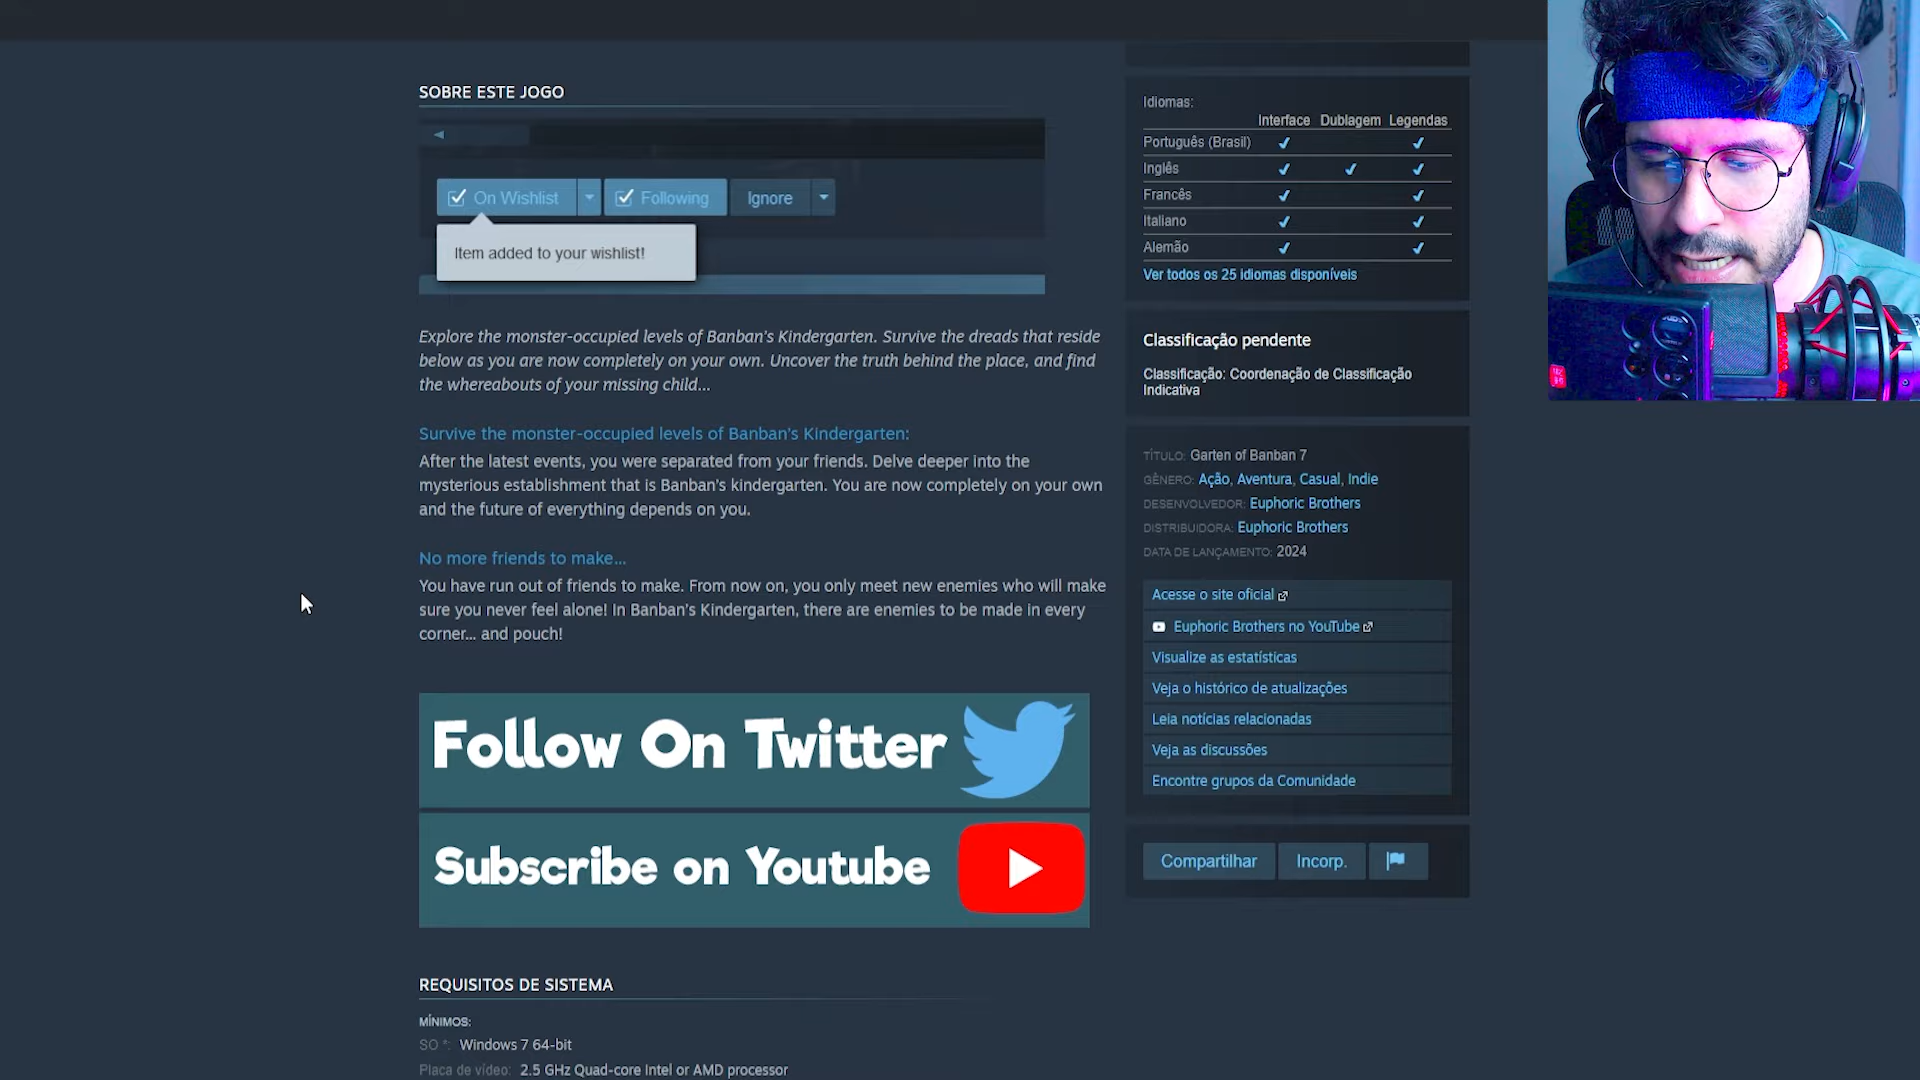 SOBRE ESTE JOGO
On Wishlist
Following
Ignore
Item added to your wishlist!
Explore the monster-occupied levels of Banban's Kindergarten. Survive the dreads that reside
below as you are now completely on your own. Uncover the truth behind the place, and find
the whereabouts of your missing child...
Survive the monster-occupied levels of Banban's Kindergarten:
After the latest events, you were separated from your friends. Delve deeper into the
mysterious establishment that is Banban's kindergarten. You are now completely on your own
and the future of everything depends on you.
No more friends to make...
You have run out of friends to make. From now on, you only meet new enemies who will make
sure you never feel alone! In Banban's Kindergarten, there are enemies to be made in every
corner... and pouch!
Follow On Twitter
Subscribe on Youtube
REQUISITOS DE SISTEMA
MÍNIMOS:
SO *: Windows 7 64-bit
Placa de vídeo: 2.5 GHz Quad-core Intel or AMD processor
Idiomas:
Interface Dublagem Legendas
Português (Brasil)
Inglês
Francês
Italiano
Alemão
Ver todos os 25 idiomas disponíveis
Classificação pendente
Classificação: Coordenação de Classificação
Indicativa
TÍTULO: Garten of Banban 7
GÊNERO: Ação, Aventura, Casual, Indie
DESENVOLVEDOR: Euphoric Brothers
DISTRIBUIDORA: Euphoric Brothers
DATA DE LANÇAMENTO: 2024
Acesse o site oficial
Euphoric Brothers no YouTube
Visualize as estatísticas
Veja o histórico de atualizações
Leia notícias relacionadas
Veja as discussões
Encontre grupos da Comunidade
Compartilhar
Incorp.